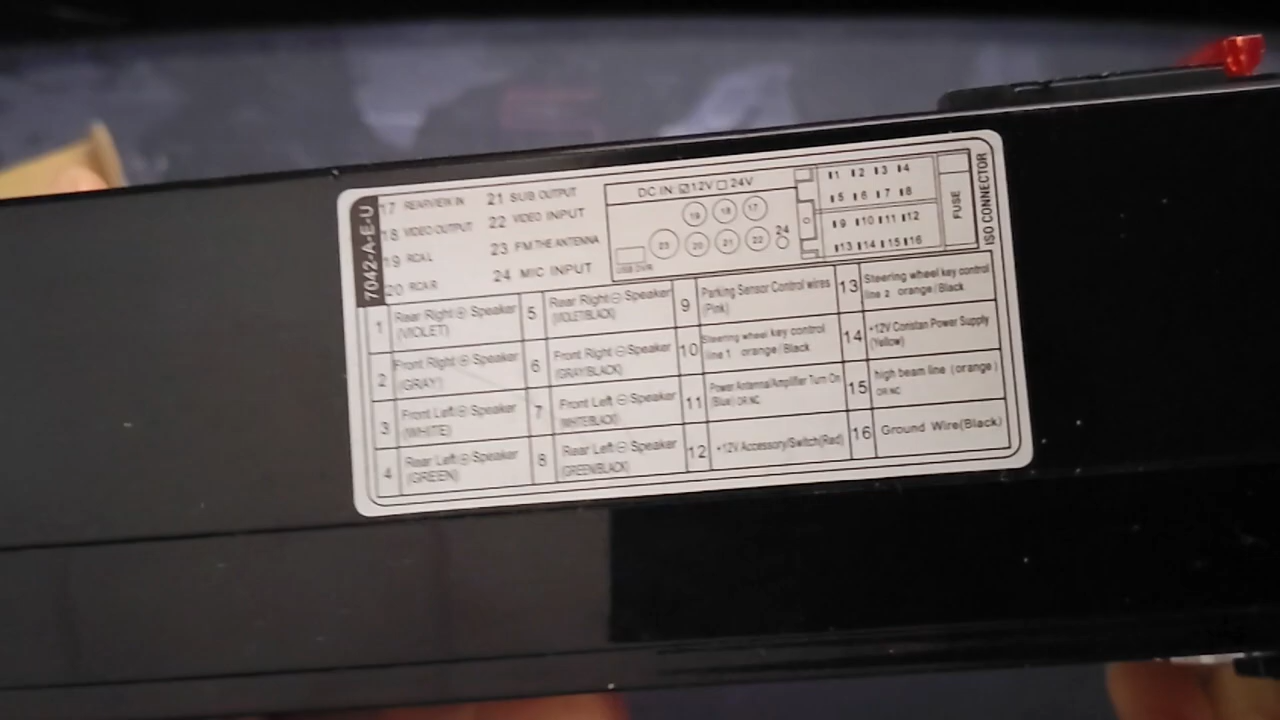 7042-A-E-U
17 REARVIEW IN
18 VIDEO OUTPUT
19 RCA L
20 RCA R
21 SUB OUTPUT
22 VIDEO INPUT
23 FM THE ANTENNA
24 MIC INPUT
DC IN: ☑12V ☐ 24V
19 18 17
23 20 21 22 24
USB DVR
1 2 3 4
5 6 7 8
9 10 11 12
13 14 15 16
FUSE
ISO CONNECTOR
1 Rear Right ⊕ Speaker
(VIOLET)
2 Front Right ⊕ Speaker
(GRAY)
3 Front Left ⊕ Speaker
(WHITE)
4 Rear Left ⊕ Speaker
(GREEN)
5 Rear Right ⊖ Speaker
(VIOLET/BLACK)
6 Front Right ⊖ Speaker
(GRAY/BLACK)
7 Front Left ⊖ Speaker
(WHITE/BLACK)
8 Rear Left ⊖ Speaker
(GREEN/BLACK)
9 Parking Sensor Control wires
(Pink)
10 Steering wheel key control
line 1 orange/Black
11 Power Antenna/Amplifier Turn On
(Blue) OR NC
12 +12V Accessory/Switch(Red)
13 Steering wheel key control
line 2 orange/Black
14 +12V Constan Power Supply
(Yellow)
15 high beam line (orange)
OR NC
16 Ground Wire(Black)